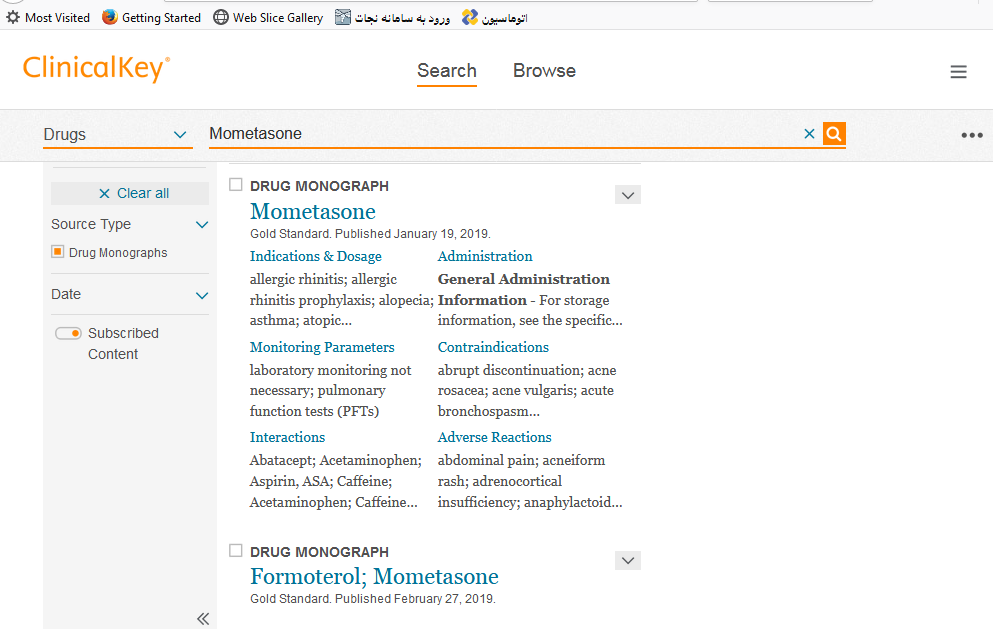 Most Visited Getting Started Web Slice Gallery ورود به سامانه نجات اتوماسیون
ClinicalKey®
Search Browse
Drugs Mometasone
Clear all
Source Type
Drug Monographs
Date
Subscribed
Content
DRUG MONOGRAPH
Mometasone
Gold Standard. Published January 19, 2019.
Indications & Dosage
allergic rhinitis; allergic
rhinitis prophylaxis; alopecia;
asthma; atopic...
Administration
General Administration
Information - For storage
information, see the specific...
Monitoring Parameters
laboratory monitoring not
necessary; pulmonary
function tests (PFTs)
Contraindications
abrupt discontinuation; acne
rosacea; acne vulgaris; acute
bronchospasm...
Interactions
Abatacept; Acetaminophen;
Aspirin, ASA; Caffeine;
Acetaminophen; Caffeine...
Adverse Reactions
abdominal pain; acneiform
rash; adrenocortical
insufficiency; anaphylactoid...
DRUG MONOGRAPH
Formoterol; Mometasone
Gold Standard. Published February 27, 2019.